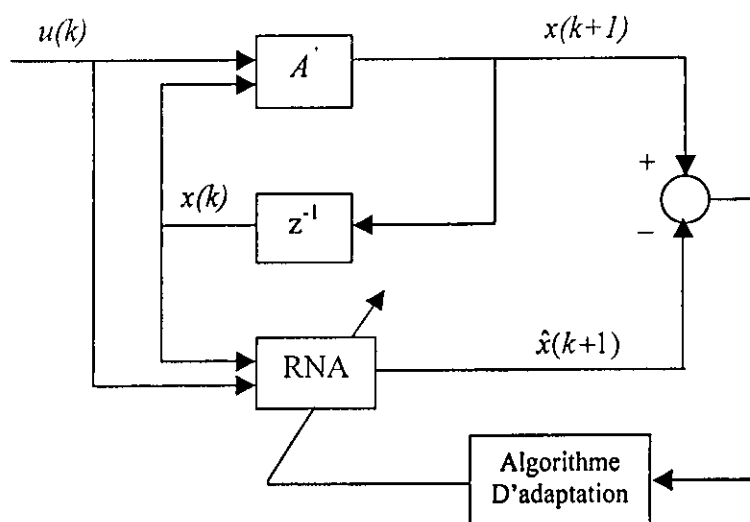 u(k)
A'
x(k+1)
+
x(k)
z⁻¹
−
RNA
x̂(k+1)
Algorithme
D'adaptation